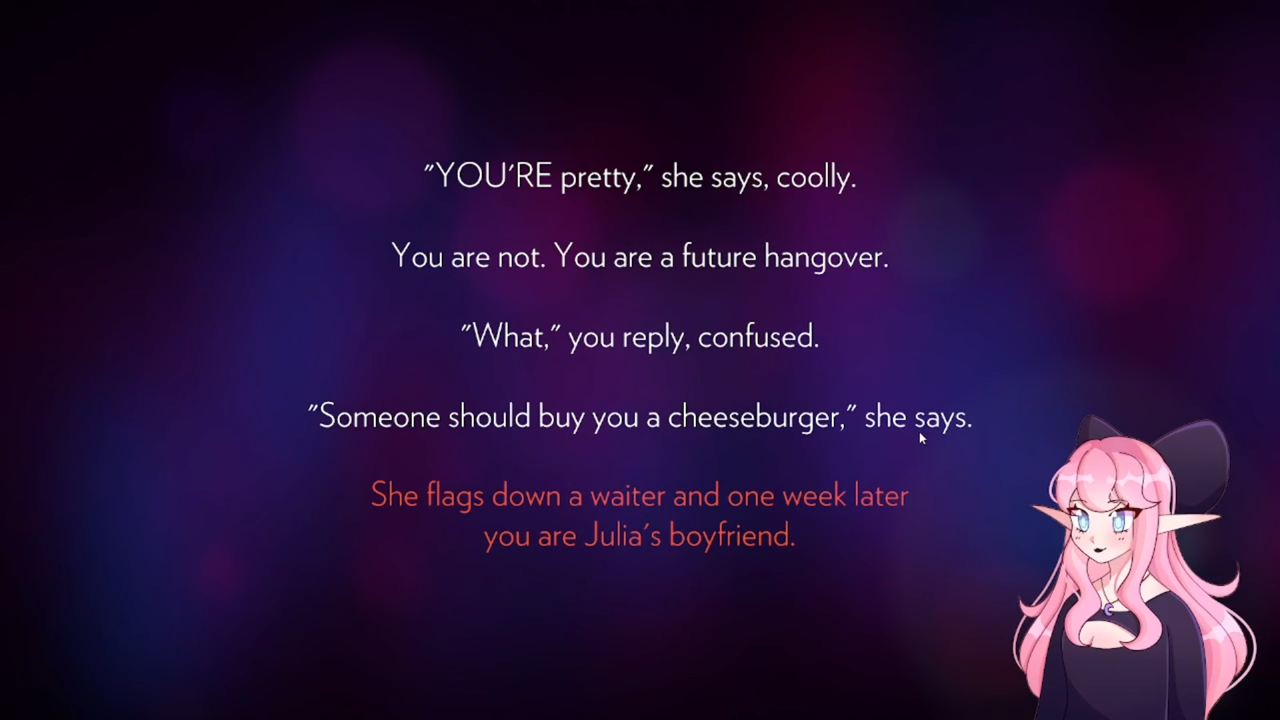 "YOU'RE pretty," she says, coolly.
You are not. You are a future hangover.
"What," you reply, confused.
"Someone should buy you a cheeseburger," she says.
She flags down a waiter and one week later
you are Julia's boyfriend.